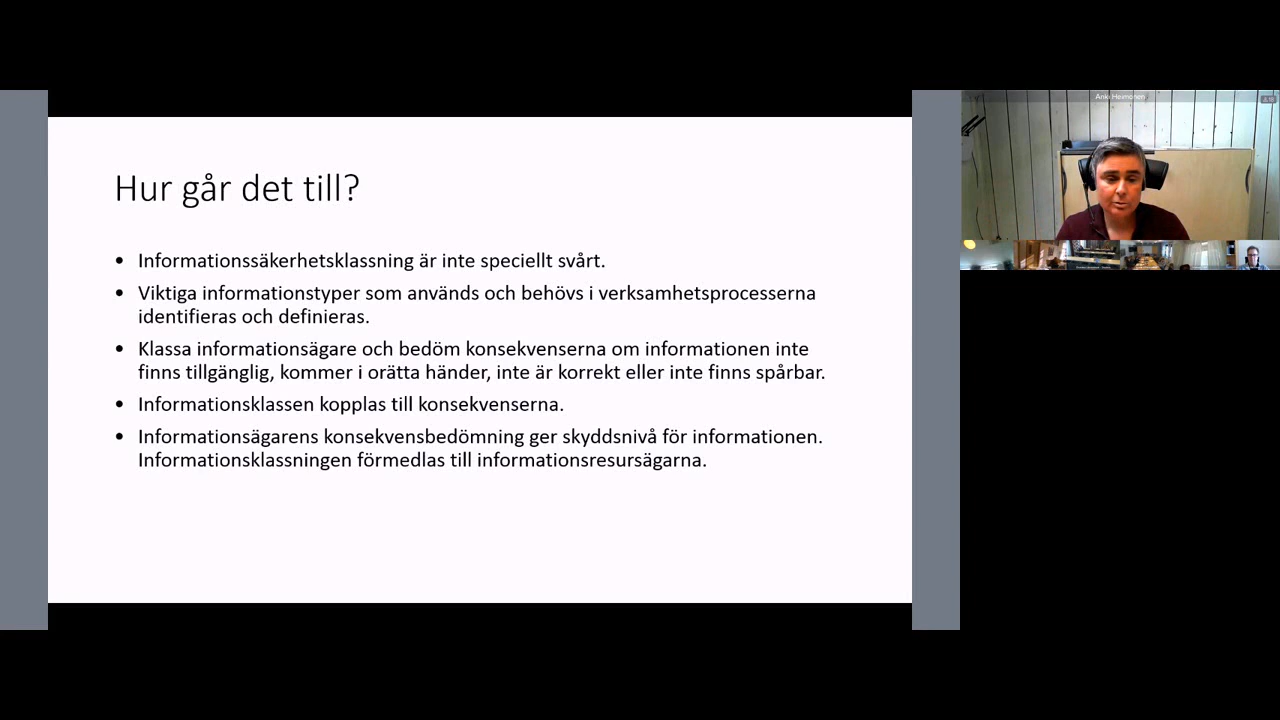 Hur går det till?
• Informationssäkerhetsklassning är inte speciellt svårt.
• Viktiga informationstyper som används och behövs i verksamhetsprocesserna
identifieras och definieras.
• Klassa informationsägare och bedöm konsekvenserna om informationen inte
finns tillgänglig, kommer i orätta händer, inte är korrekt eller inte finns spårbar.
• Informationsklassen kopplas till konsekvenserna.
• Informationsägarens konsekvensbedömning ger skyddsnivå för informationen.
Informationsklassningen förmedlas till informationsresursägarna.